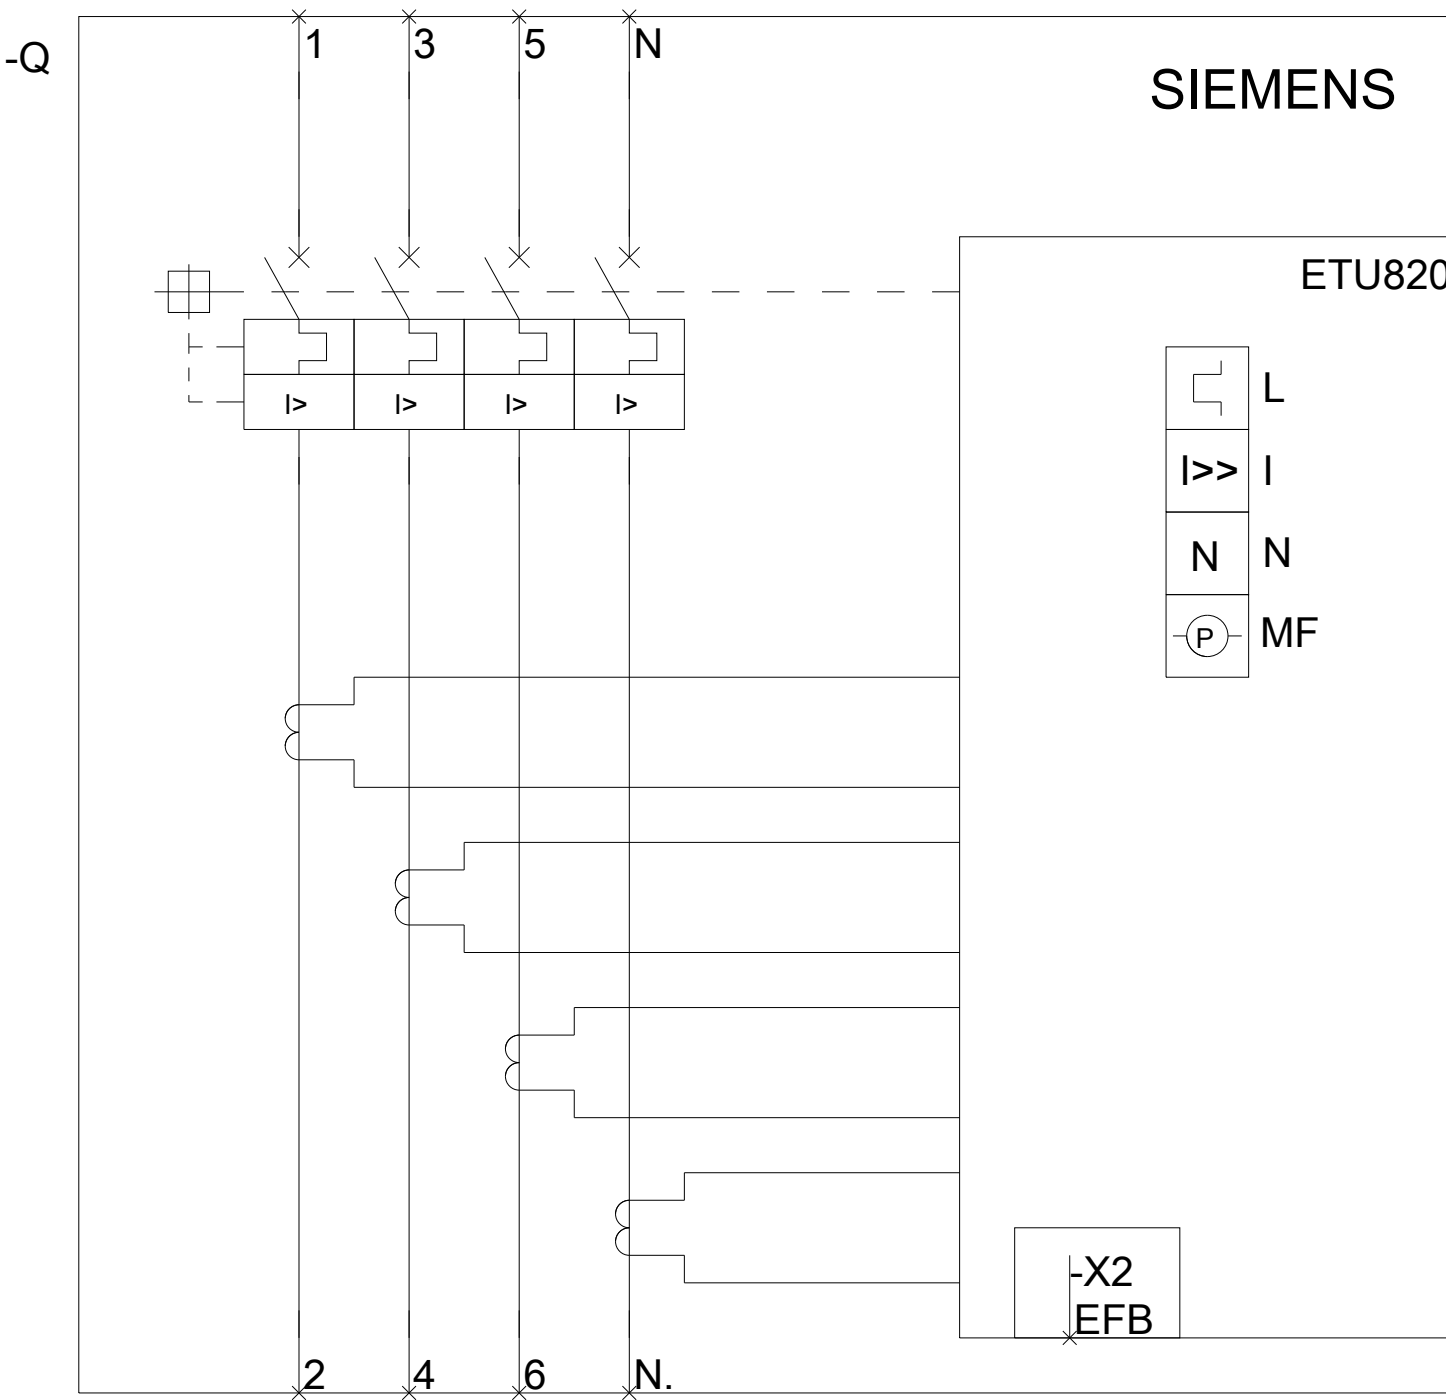 1 3 5 N
-Q
SIEMENS
ETU820
L
I> I> I> I>
I>> I
N N
P MF
-X2
EFB
2 4 6 N.